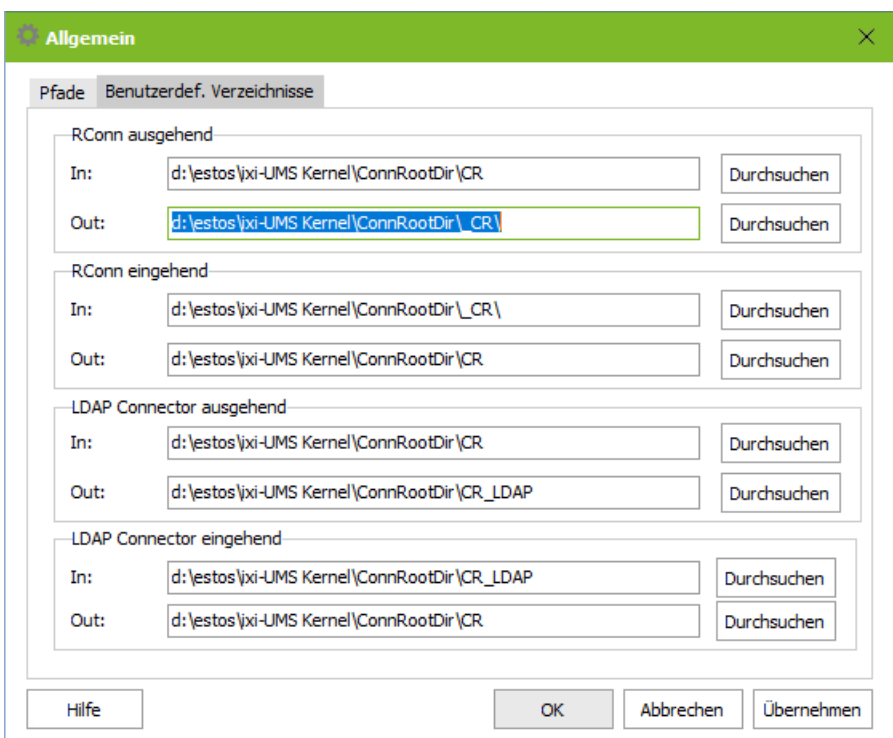 Allgemein
Pfade Benutzerdef. Verzeichnisse
RConn ausgehend
In: d:\estos\ixi-UMS Kernel\ConnRootDir\CR Durchsuchen
Out: d:\estos\ixi-UMS Kernel\ConnRootDir\_CR\ Durchsuchen
RConn eingehend
In: d:\estos\ixi-UMS Kernel\ConnRootDir\_CR\ Durchsuchen
Out: d:\estos\ixi-UMS Kernel\ConnRootDir\CR Durchsuchen
LDAP Connector ausgehend
In: d:\estos\ixi-UMS Kernel\ConnRootDir\CR Durchsuchen
Out: d:\estos\ixi-UMS Kernel\ConnRootDir\CR_LDAP Durchsuchen
LDAP Connector eingehend
In: d:\estos\ixi-UMS Kernel\ConnRootDir\CR_LDAP Durchsuchen
Out: d:\estos\ixi-UMS Kernel\ConnRootDir\CR Durchsuchen
Hilfe OK Abbrechen Übernehmen